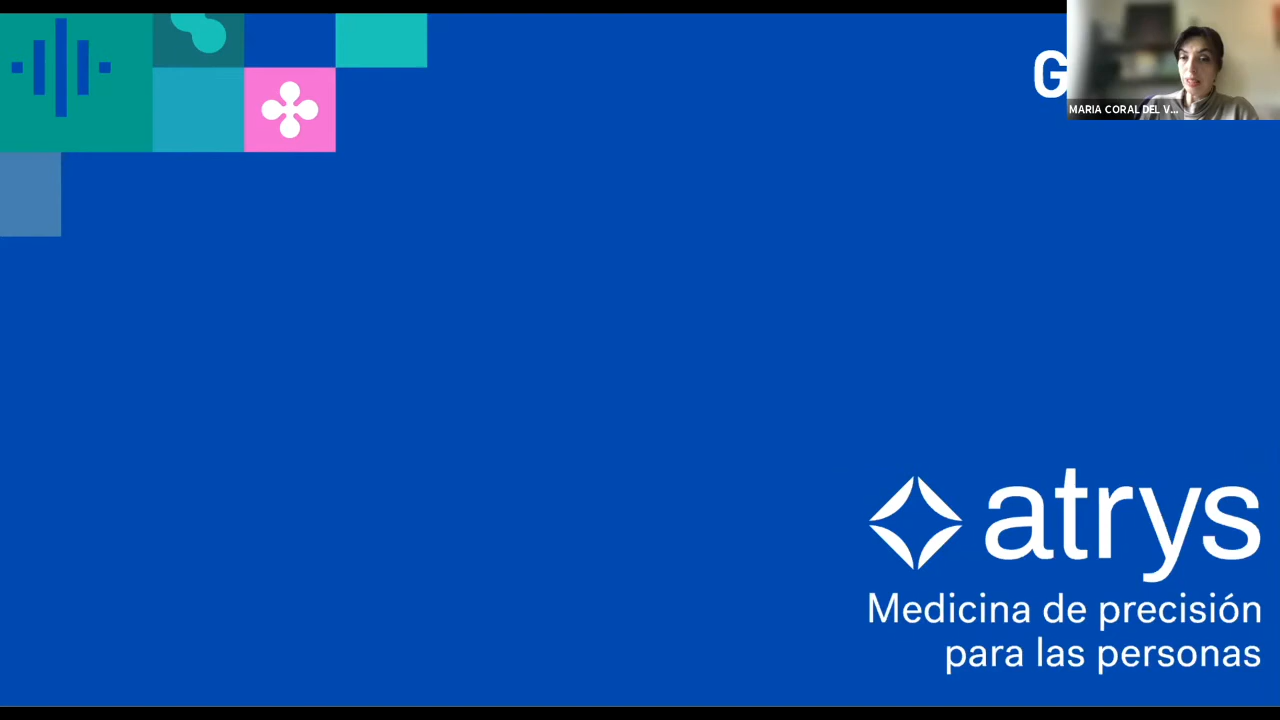 G
MARIA CORAL DEL V...
atrys
Medicina de precisión
para las personas